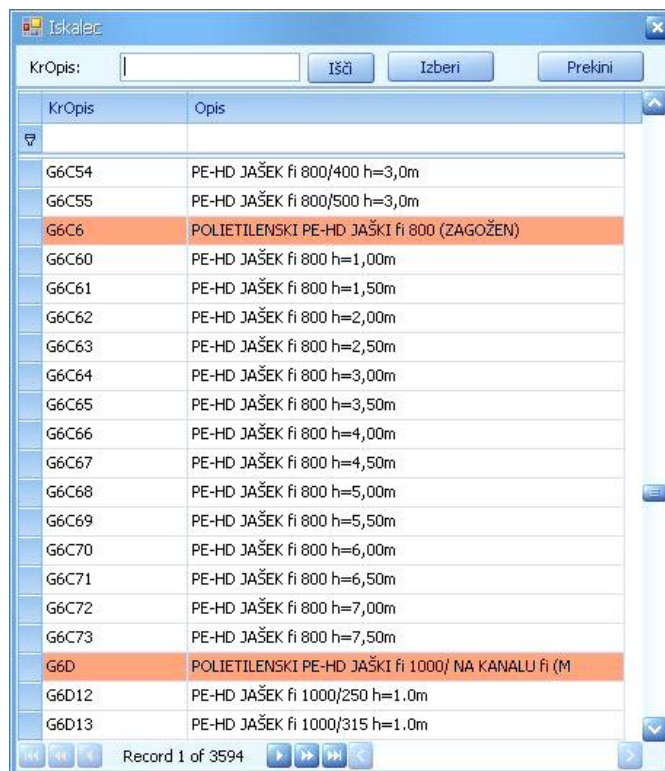 Iskalec
KrOpis: Išči Izberi Prekini
KrOpis Opis
G6C54 PE-HD JAŠEK fi 800/400 h=3,0m
G6C55 PE-HD JAŠEK fi 800/500 h=3,0m
G6C6 POLIETILENSKI PE-HD JAŠKI fi 800 (ZAGOŽEN)
G6C60 PE-HD JAŠEK fi 800 h=1,00m
G6C61 PE-HD JAŠEK fi 800 h=1,50m
G6C62 PE-HD JAŠEK fi 800 h=2,00m
G6C63 PE-HD JAŠEK fi 800 h=2,50m
G6C64 PE-HD JAŠEK fi 800 h=3,00m
G6C65 PE-HD JAŠEK fi 800 h=3,50m
G6C66 PE-HD JAŠEK fi 800 h=4,00m
G6C67 PE-HD JAŠEK fi 800 h=4,50m
G6C68 PE-HD JAŠEK fi 800 h=5,00m
G6C69 PE-HD JAŠEK fi 800 h=5,50m
G6C70 PE-HD JAŠEK fi 800 h=6,00m
G6C71 PE-HD JAŠEK fi 800 h=6,50m
G6C72 PE-HD JAŠEK fi 800 h=7,00m
G6C73 PE-HD JAŠEK fi 800 h=7,50m
G6D POLIETILENSKI PE-HD JAŠKI fi 1000/ NA KANALU fi (M
G6D12 PE-HD JAŠEK fi 1000/250 h=1.0m
G6D13 PE-HD JAŠEK fi 1000/315 h=1.0m
Record 1 of 3594